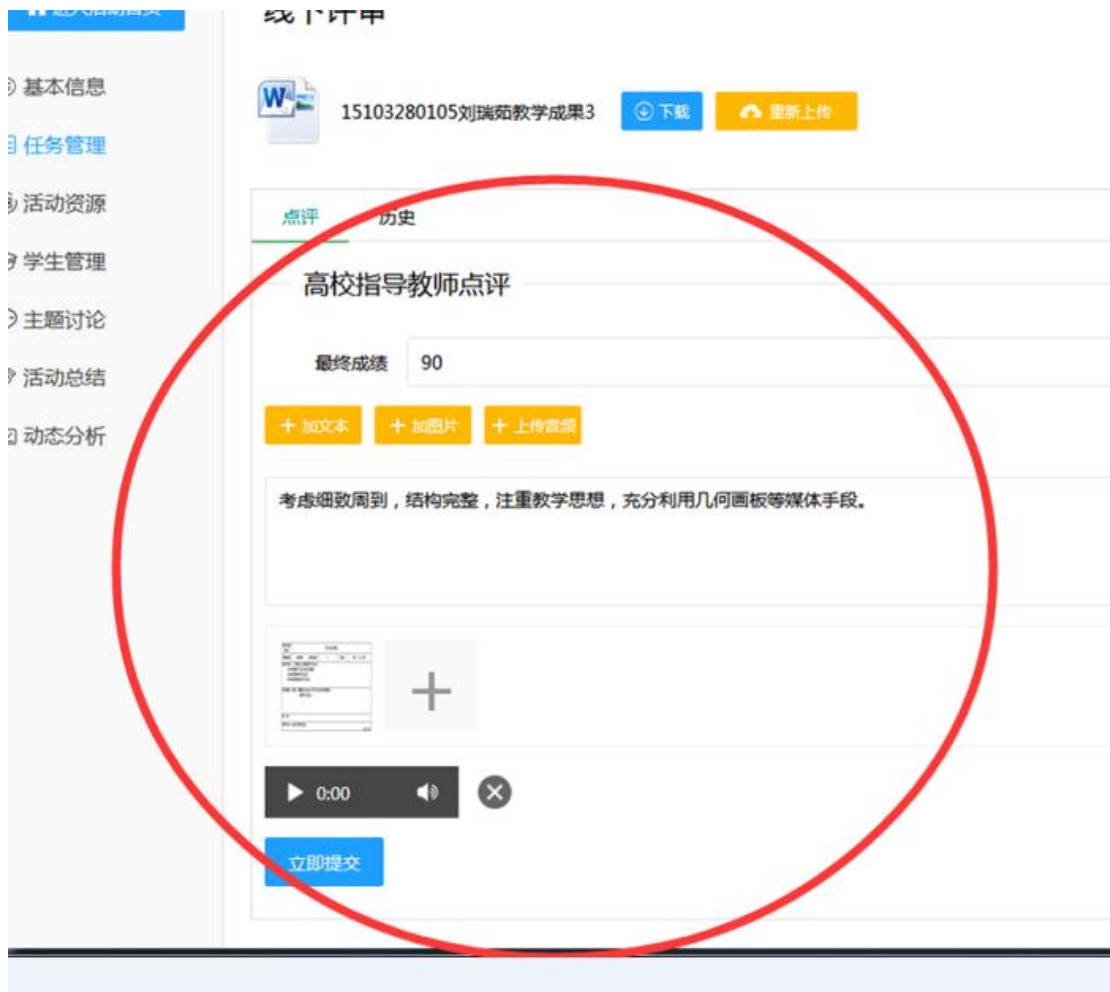 线下评审
基本信息
任务管理
活动资源
学生管理
主题讨论
活动总结
动态分析
15103280105刘瑞茹教学成果3
下载
重新上传
点评 历史
高校指导教师点评
最终成绩 90
+ 加文本 + 加图片 + 上传音频
考虑细致周到，结构完整，注重教学思想，充分利用几何画板等媒体手段。
0:00
立即提交